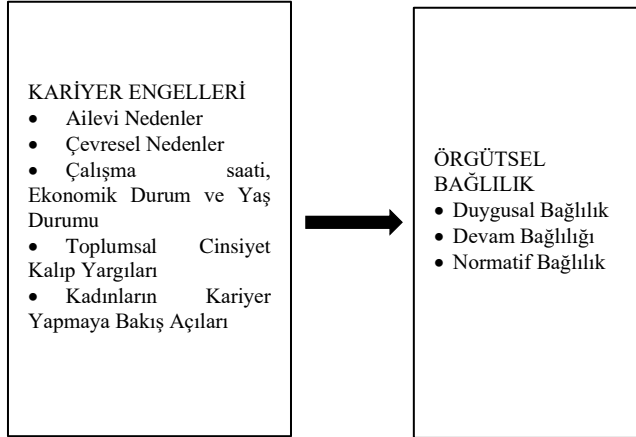 KARİYER ENGELLERİ
• Ailevi Nedenler
• Çevresel Nedenler
• Çalışma saati,
Ekonomik Durum ve Yaş
Durumu
• Toplumsal Cinsiyet
Kalıp Yargıları
• Kadınların Kariyer
Yapmaya Bakış Açıları
ÖRGÜTSEL
BAĞLILIK
• Duygusal Bağlılık
• Devam Bağlılığı
• Normatif Bağlılık